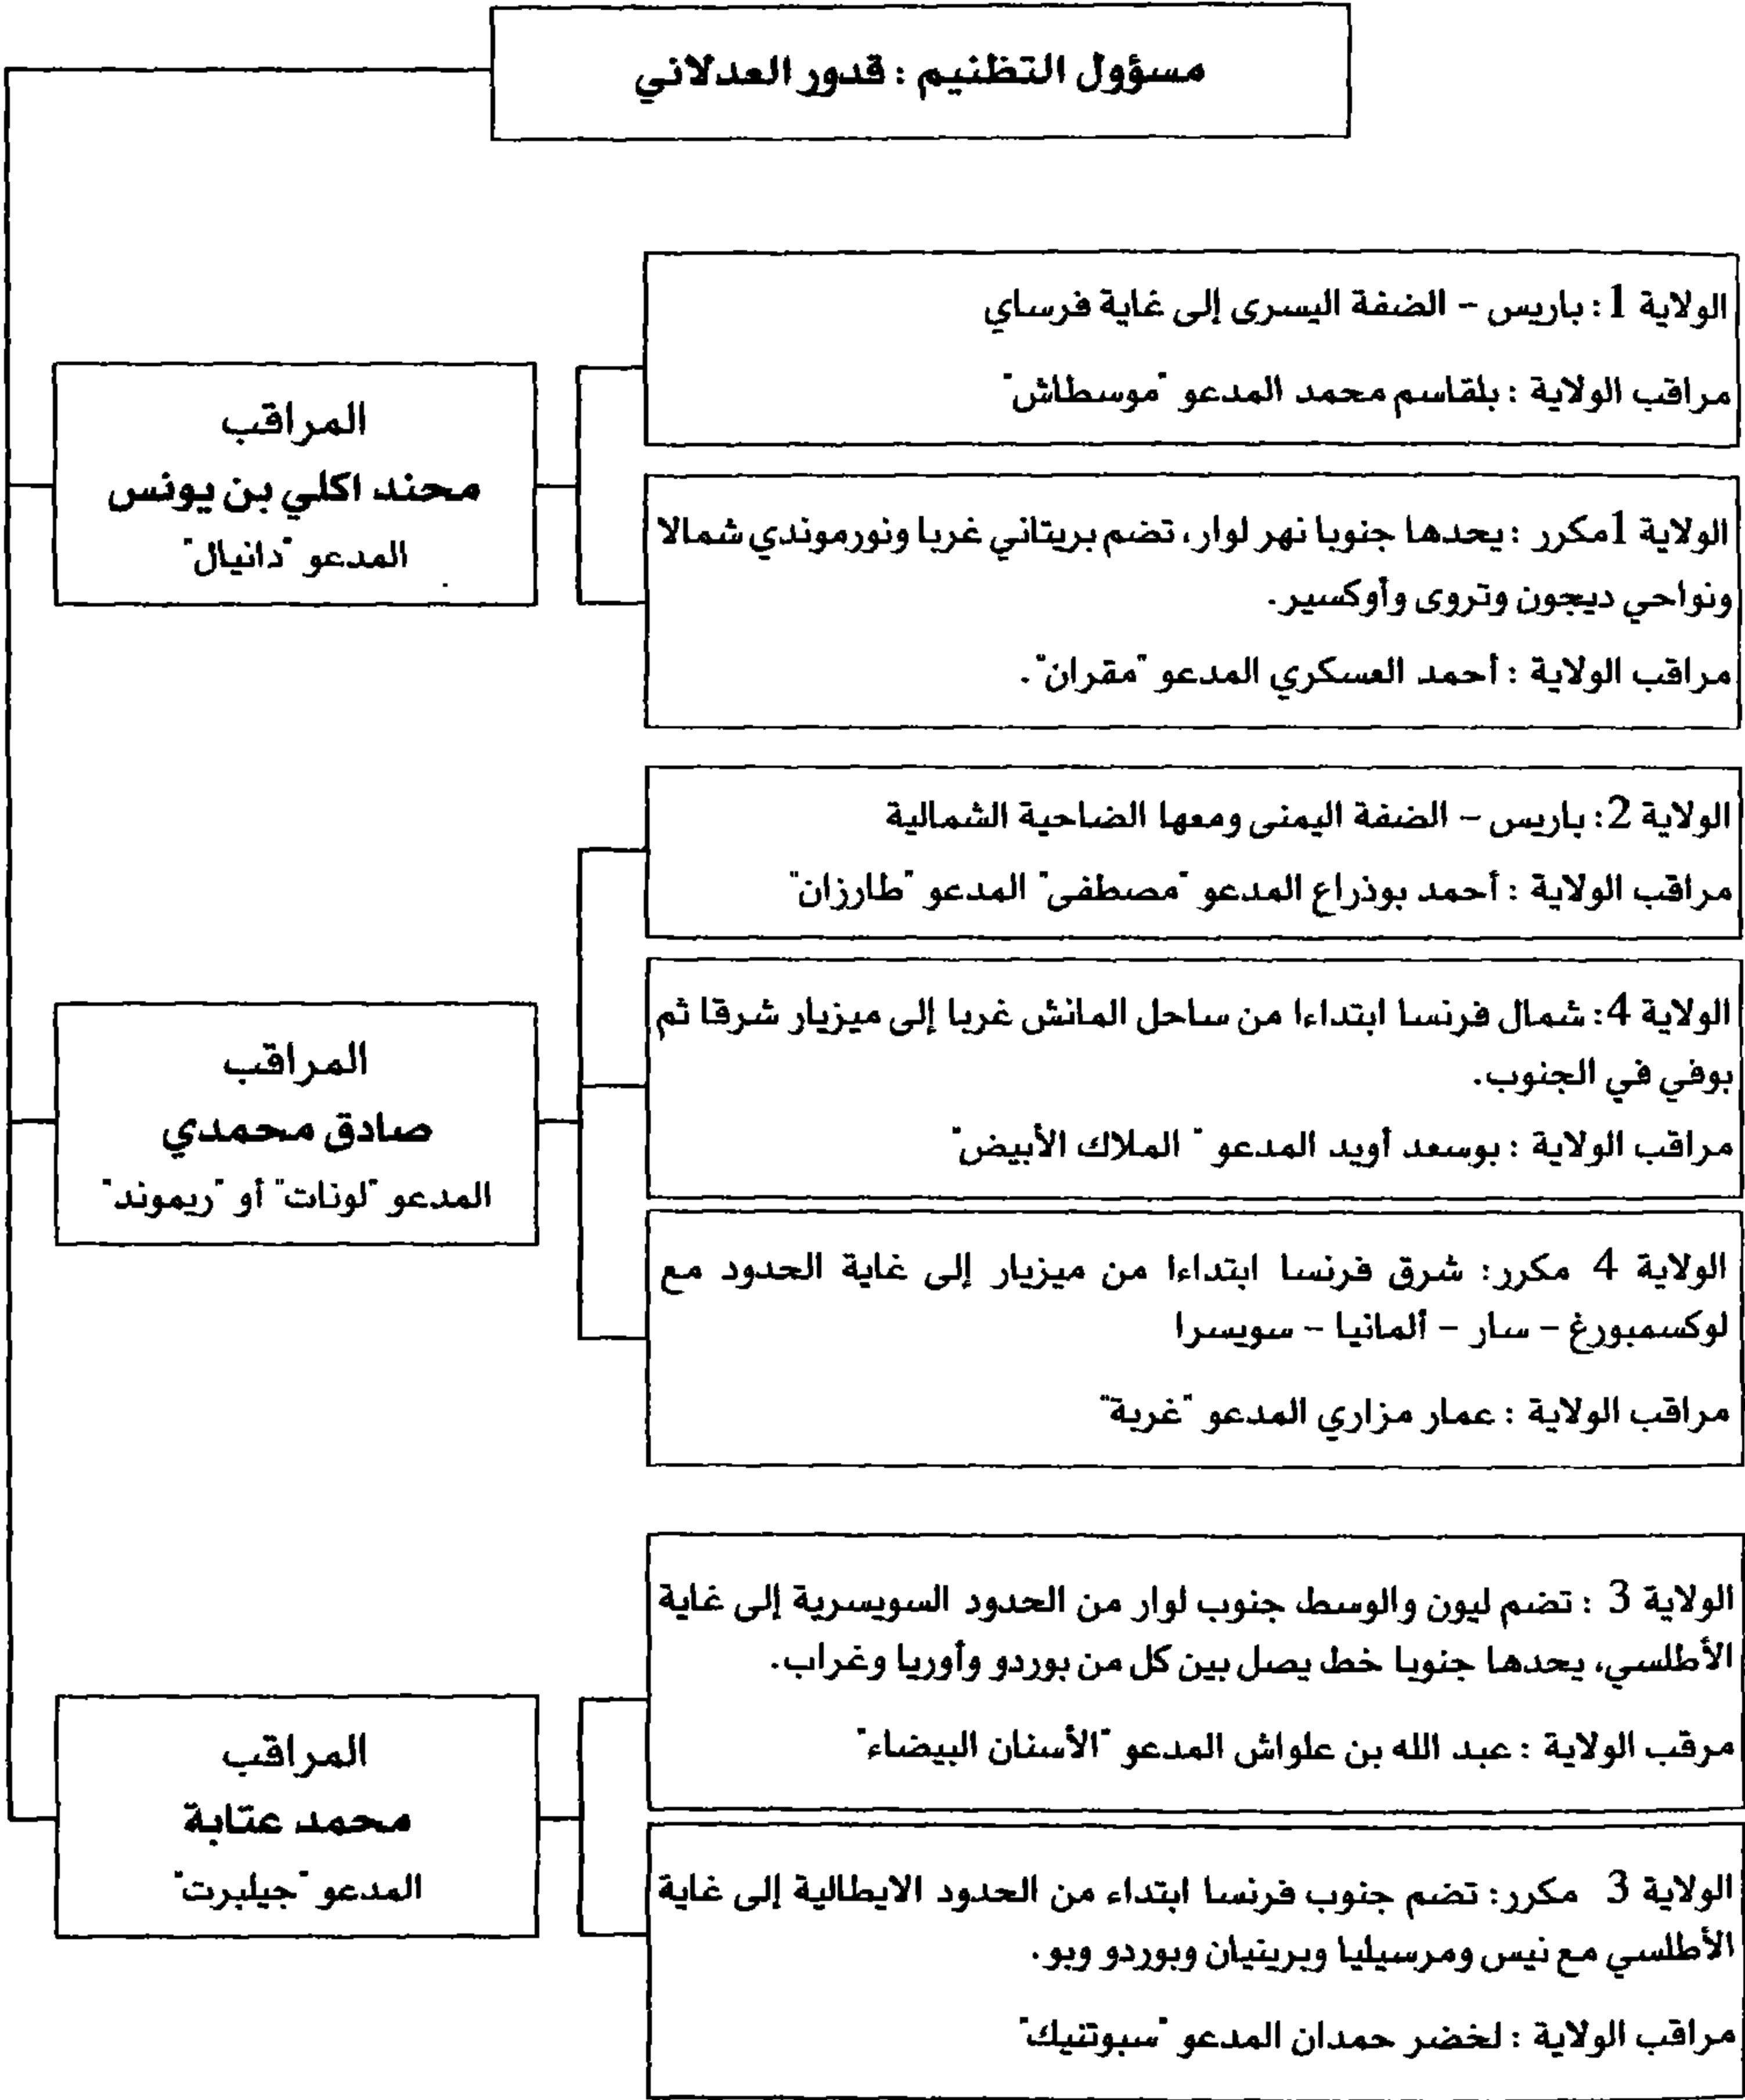 مسؤول التظنيم : قدور العدلاني
المراقب
محند اكلي بن يونس
المدعو "دانيال"
الولاية 1: باريس – الضفة اليسرى إلى غاية فرساي
مراقب الولاية : بلقاسم محمد المدعو "موسطاش"
الولاية 1مكرر : يحدها جنوبا نهر لوار، تضم بريتاني غربا ونورموندي شمالا
ونواحي ديجون وتروى وأوكسير.
مراقب الولاية : أحمد العسكري المدعو "مقران".
المراقب
صادق محمدي
المدعو "لونات" أو "ريموند"
الولاية 2: باريس – الضفة اليمنى ومعها الضاحية الشمالية
مراقب الولاية : أحمد بوذراع المدعو "مصطفى" المدعو "طارزان"
الولاية 4: شمال فرنسا ابتداءا من ساحل المانش غربا إلى ميزيار شرقا ثم
بوفي في الجنوب.
مراقب الولاية : بوسعد أويد المدعو " الملاك الأبيض"
الولاية 4 مكرر: شرق فرنسا ابتداءا من ميزيار إلى غاية الحدود مع
لوكسمبورغ – سار – ألمانيا – سويسرا
مراقب الولاية : عمار مزاري المدعو "غربة"
المراقب
محمد عتابة
المدعو "جيلبرت"
الولاية 3 : تضم ليون والوسط جنوب لوار من الحدود السويسرية إلى غاية
الأطلسي، يحدها جنوبا خط يصل بين كل من بوردو وأوربا وغراب.
مرقب الولاية : عبد الله بن علواش المدعو "الأسنان البيضاء"
الولاية 3 مكرر: تضم جنوب فرنسا ابتداء من الحدود الايطالية إلى غاية
الأطلسي مع نيس ومرسيليا وبرينيان وبوردو وبو.
مراقب الولاية : لخضر حمدان المدعو "سبوتنيك"